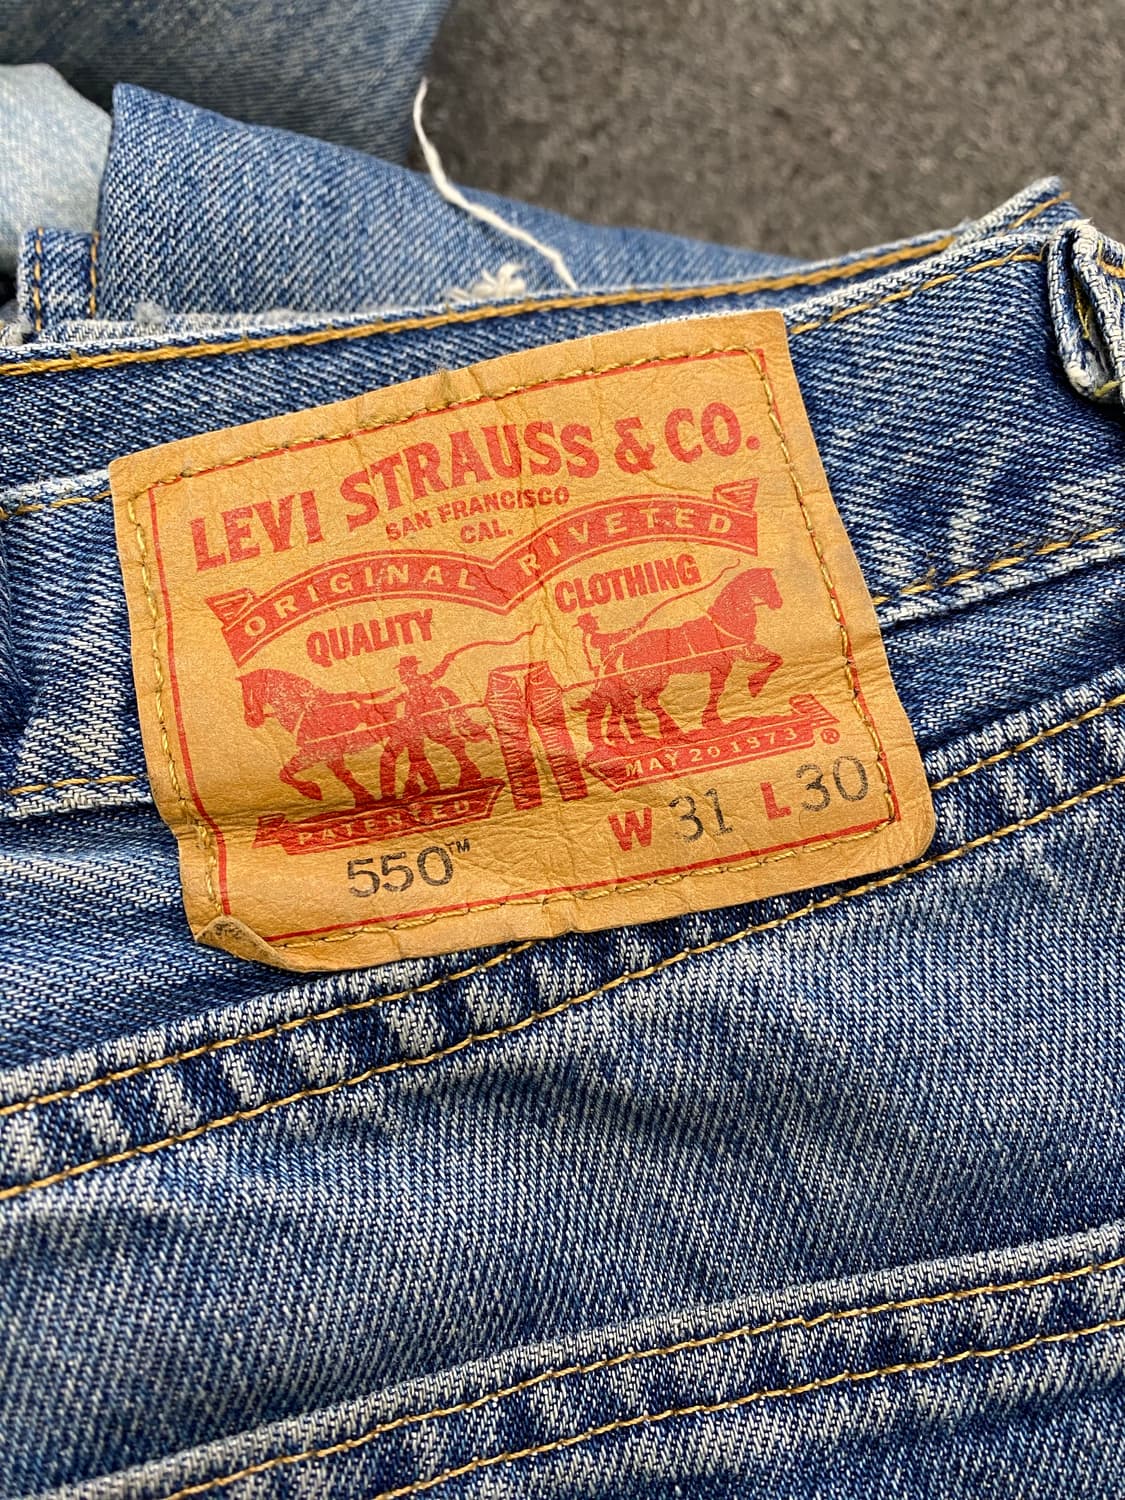 LEVI STRAUSS & CO.
SAN FRANCISCO
CAL.
ORIGINAL RIVETED
QUALITY CLOTHING
PATENTED MAY 20 1873 ®
550™ W 31 L 30